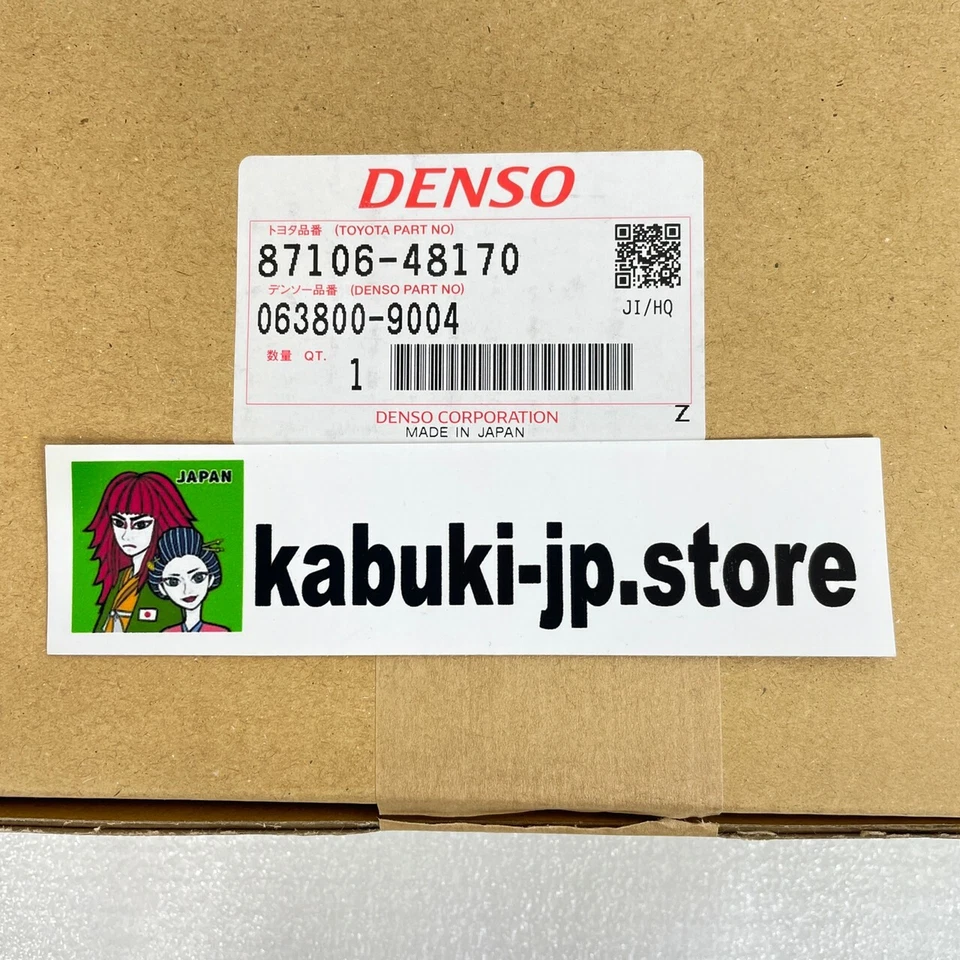 DENSO
トヨタ品番 (TOYOTA PART NO)
87106-48170
デンソー品番 (DENSO PART NO)
063800-9004
JI/HQ
数量 QT.
1
Z
DENSO CORPORATION
MADE IN JAPAN
JAPAN
kabuki-jp.store